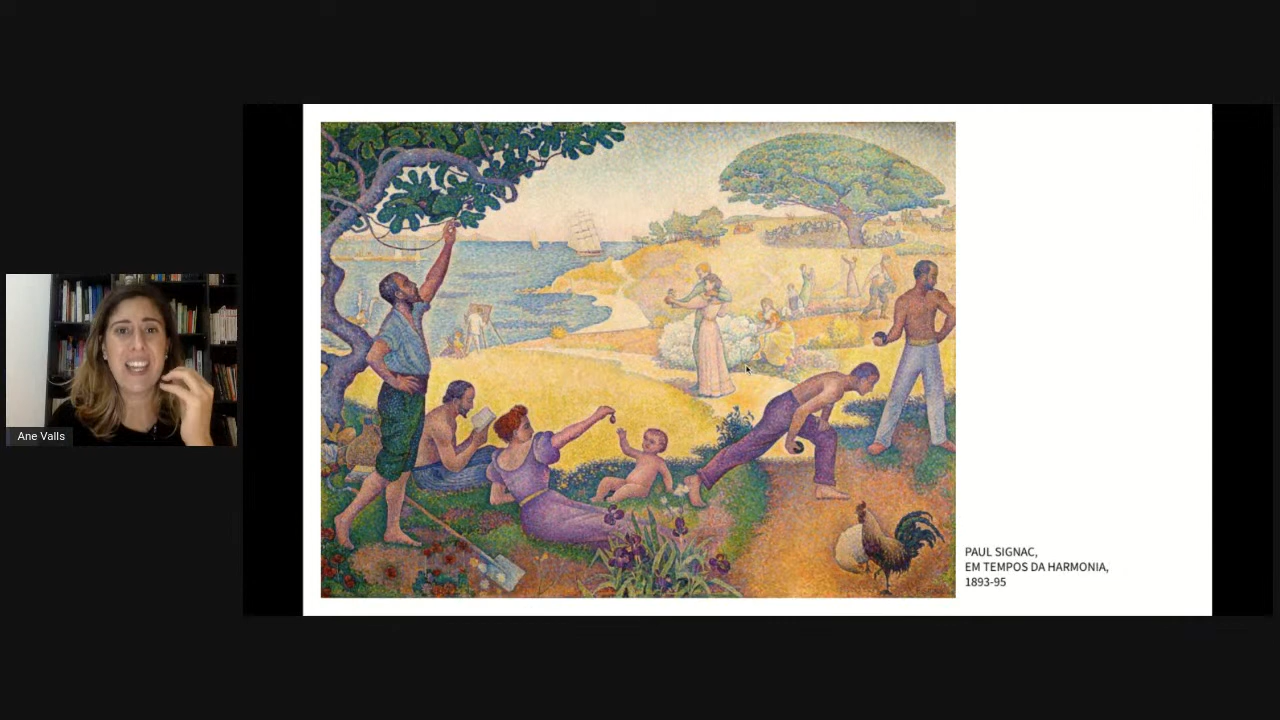 Ane Valls
PAUL SIGNAC,
EM TEMPOS DA HARMONIA,
1893-95